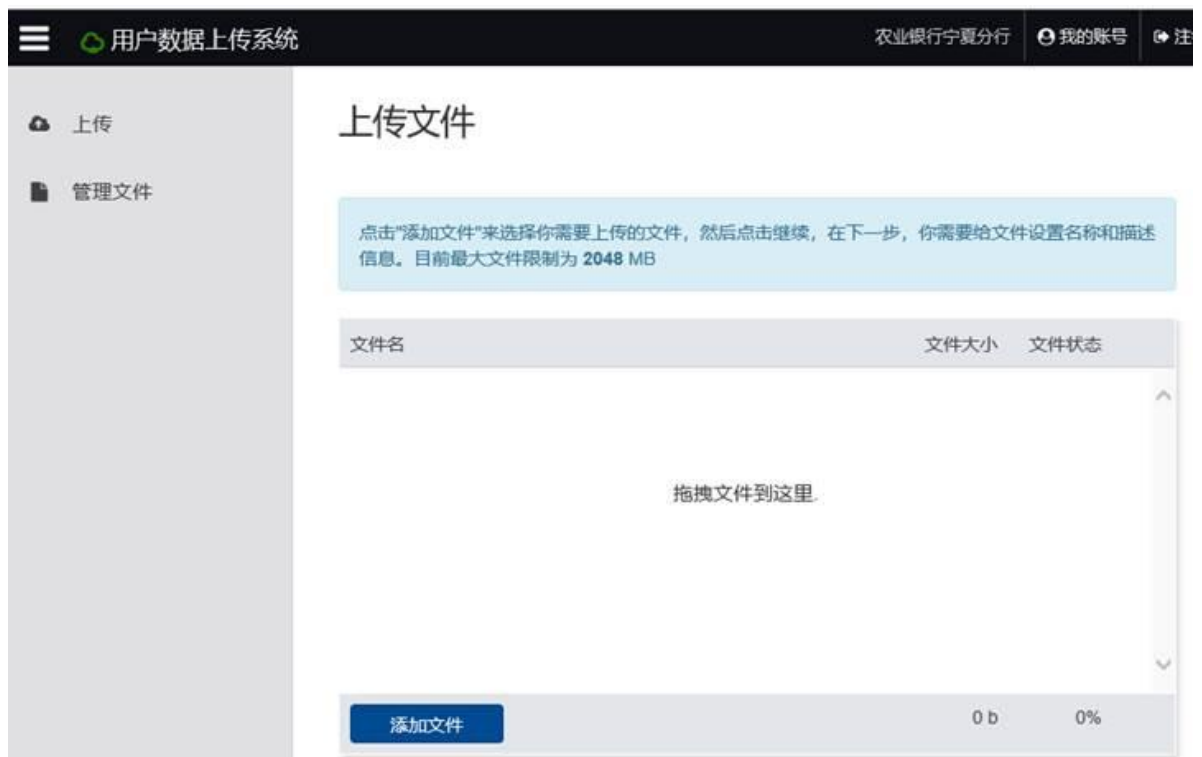 用户数据上传系统
农业银行宁夏分行
我的账号
上传
管理文件
上传文件
点击"添加文件"来选择你需要上传的文件，然后点击继续，在下一步，你需要给文件设置名称和描述
信息。目前最大文件限制为 2048 MB
文件名 文件大小 文件状态
拖拽文件到这里.
添加文件 0 b 0%